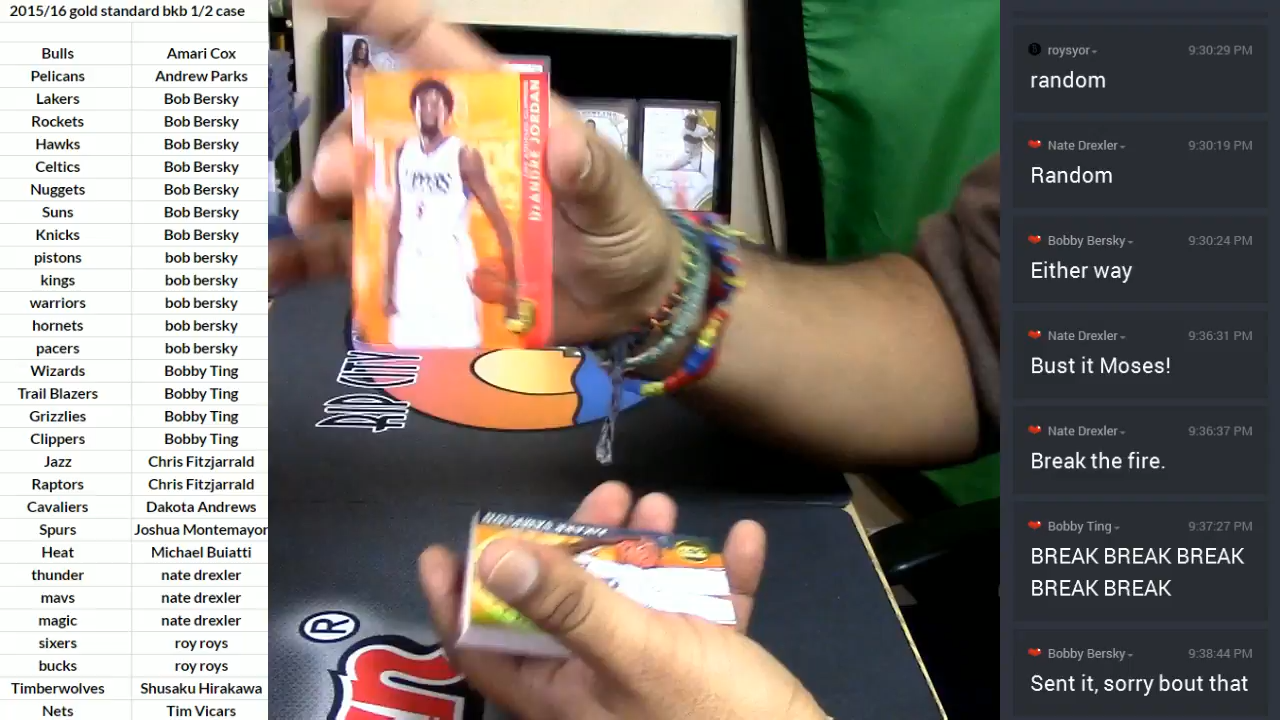 2015/16 gold standard bkb 1/2 case
Bulls Amari Cox
Pelicans Andrew Parks
Lakers Bob Bersky
Rockets Bob Bersky
Hawks Bob Bersky
Celtics Bob Bersky
Nuggets Bob Bersky
Suns Bob Bersky
Knicks Bob Bersky
pistons bob bersky
kings bob bersky
warriors bob bersky
hornets bob bersky
pacers bob bersky
Wizards Bobby Ting
Trail Blazers Bobby Ting
Grizzlies Bobby Ting
Clippers Bobby Ting
Jazz Chris Fitzjarrald
Raptors Chris Fitzjarrald
Cavaliers Dakota Andrews
Spurs Joshua Montemayor
Heat Michael Buiatti
thunder nate drexler
mavs nate drexler
magic nate drexler
sixers roy roys
bucks roy roys
Timberwolves Shusaku Hirakawa
Nets Tim Vicars
DeANDRE JORDAN
RIP CITY
®
roysyor 9:30:29 PM
random
Nate Drexler 9:30:19 PM
Random
Bobby Bersky 9:30:24 PM
Either way
Nate Drexler 9:36:31 PM
Bust it Moses!
Nate Drexler 9:36:37 PM
Break the fire.
Bobby Ting 9:37:27 PM
BREAK BREAK BREAK
BREAK BREAK
Bobby Bersky 9:38:44 PM
Sent it, sorry bout that